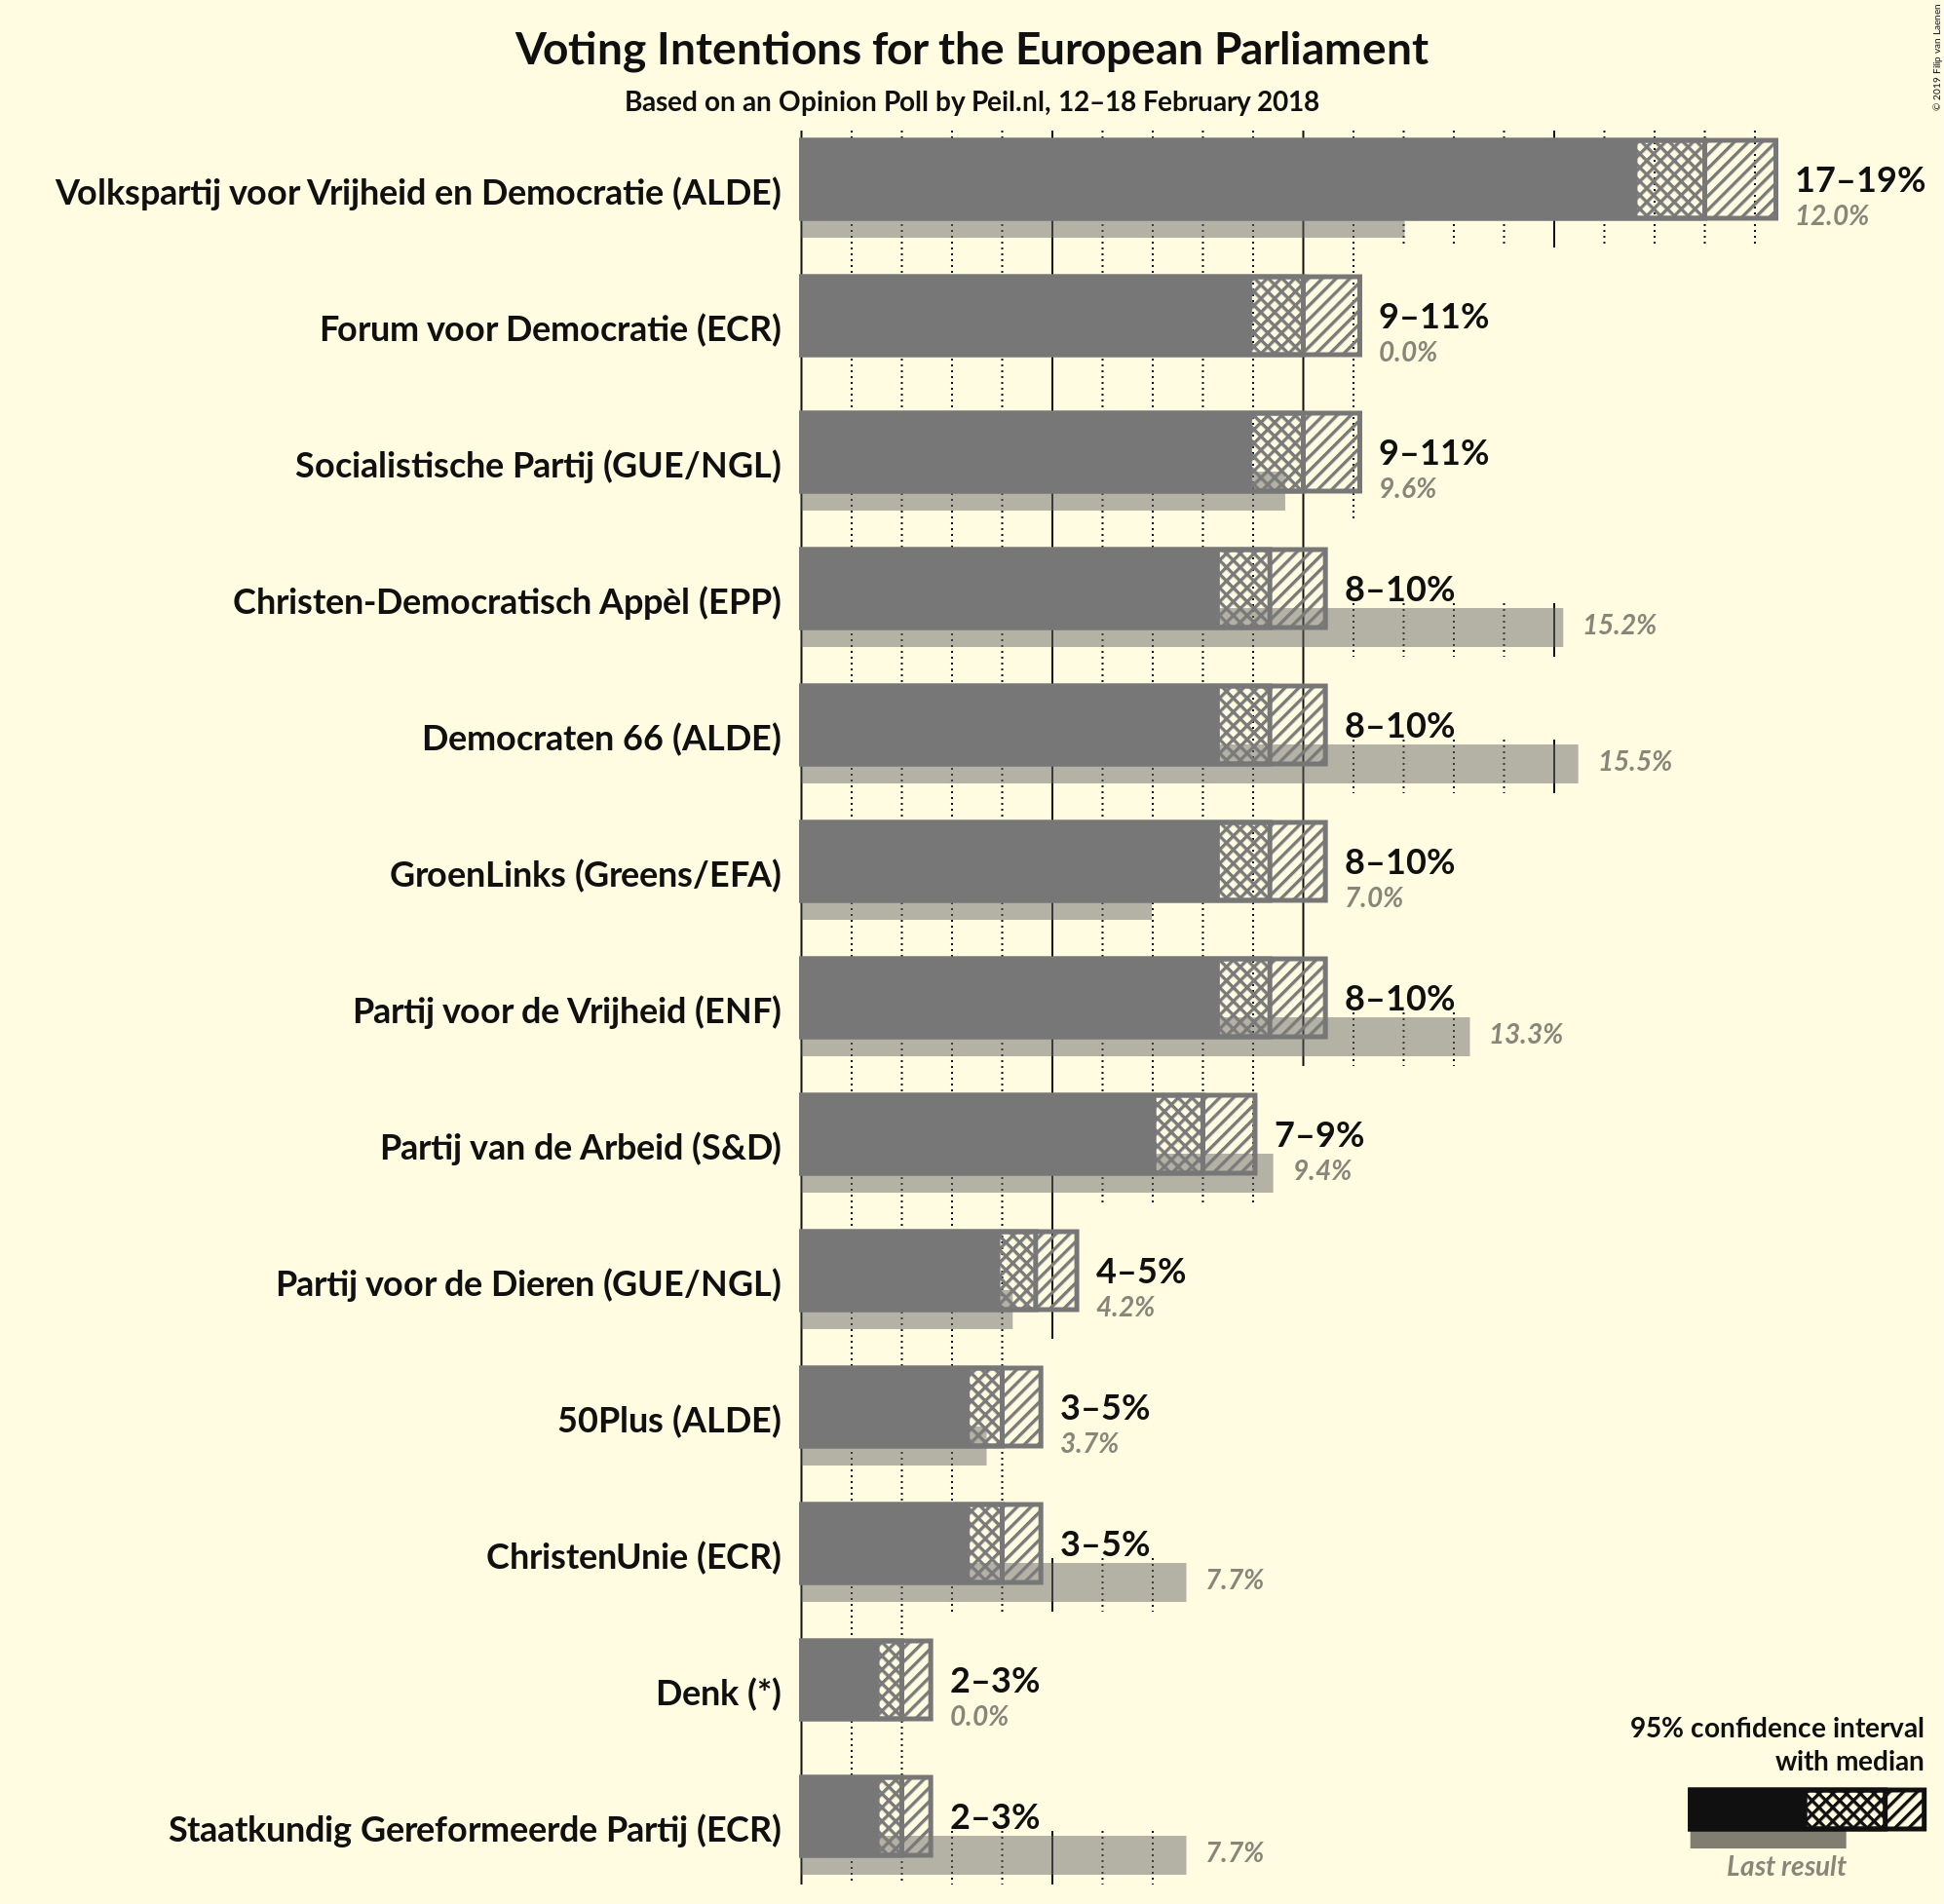 Voting Intentions for the European Parliament
Based on an Opinion Poll by Peil.nl, 12–18 February 2018
© 2019 Filip van Laenen
Volkspartij voor Vrijheid en Democratie (ALDE)
17–19%
12.0%
Forum voor Democratie (ECR)
9–11%
0.0%
Socialistische Partij (GUE/NGL)
9–11%
9.6%
Christen-Democratisch Appèl (EPP)
8–10%
15.2%
Democraten 66 (ALDE)
8–10%
15.5%
GroenLinks (Greens/EFA)
8–10%
7.0%
Partij voor de Vrijheid (ENF)
8–10%
13.3%
Partij van de Arbeid (S&D)
7–9%
9.4%
Partij voor de Dieren (GUE/NGL)
4–5%
4.2%
50Plus (ALDE)
3–5%
3.7%
ChristenUnie (ECR)
3–5%
7.7%
Denk (*)
2–3%
0.0%
Staatkundig Gereformeerde Partij (ECR)
2–3%
7.7%
95% confidence interval
with median
Last result